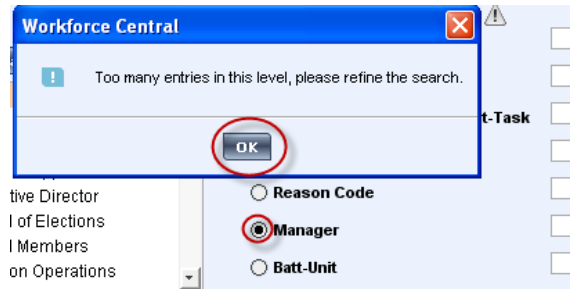 Workforce Central
Too many entries in this level, please refine the search.
OK
t-Task
Reason Code
Manager
Batt-Unit
tive Director
l of Elections
l Members
on Operations